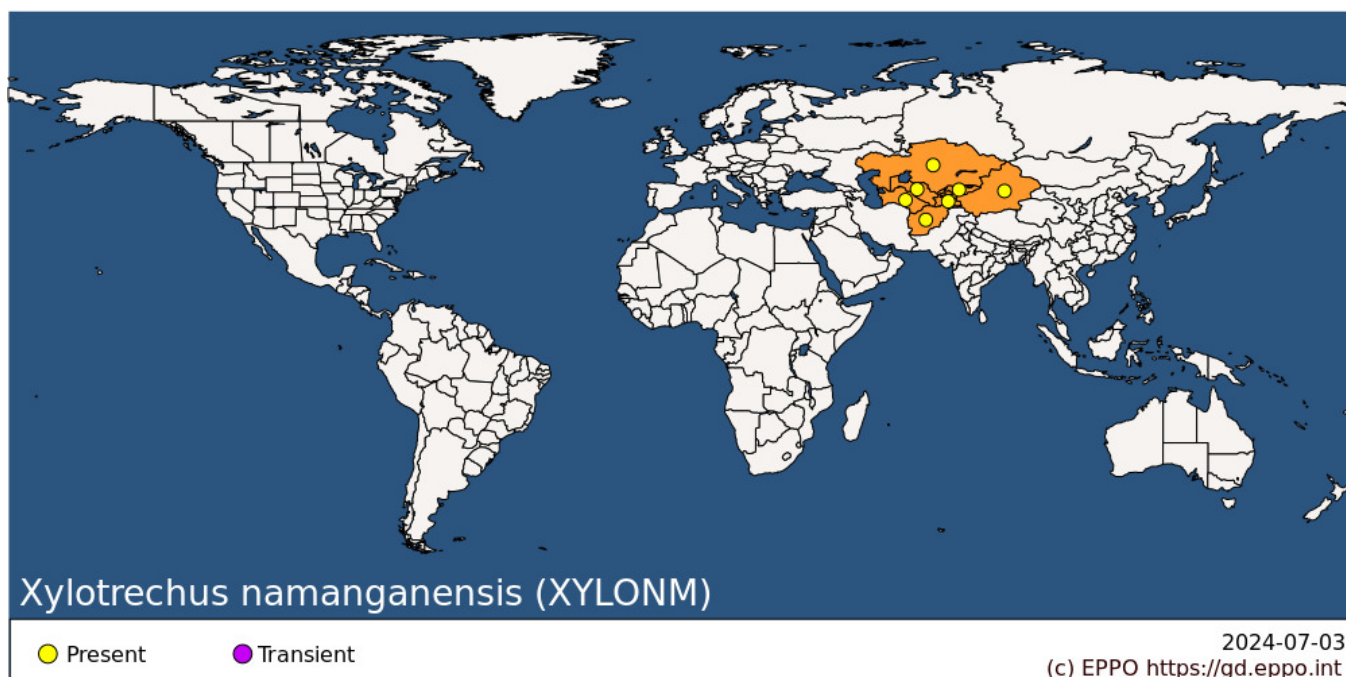 Xylotrechus namanganensis (XYLONM)
Present
Transient
2024-07-03
(c) EPPO https://gd.eppo.int